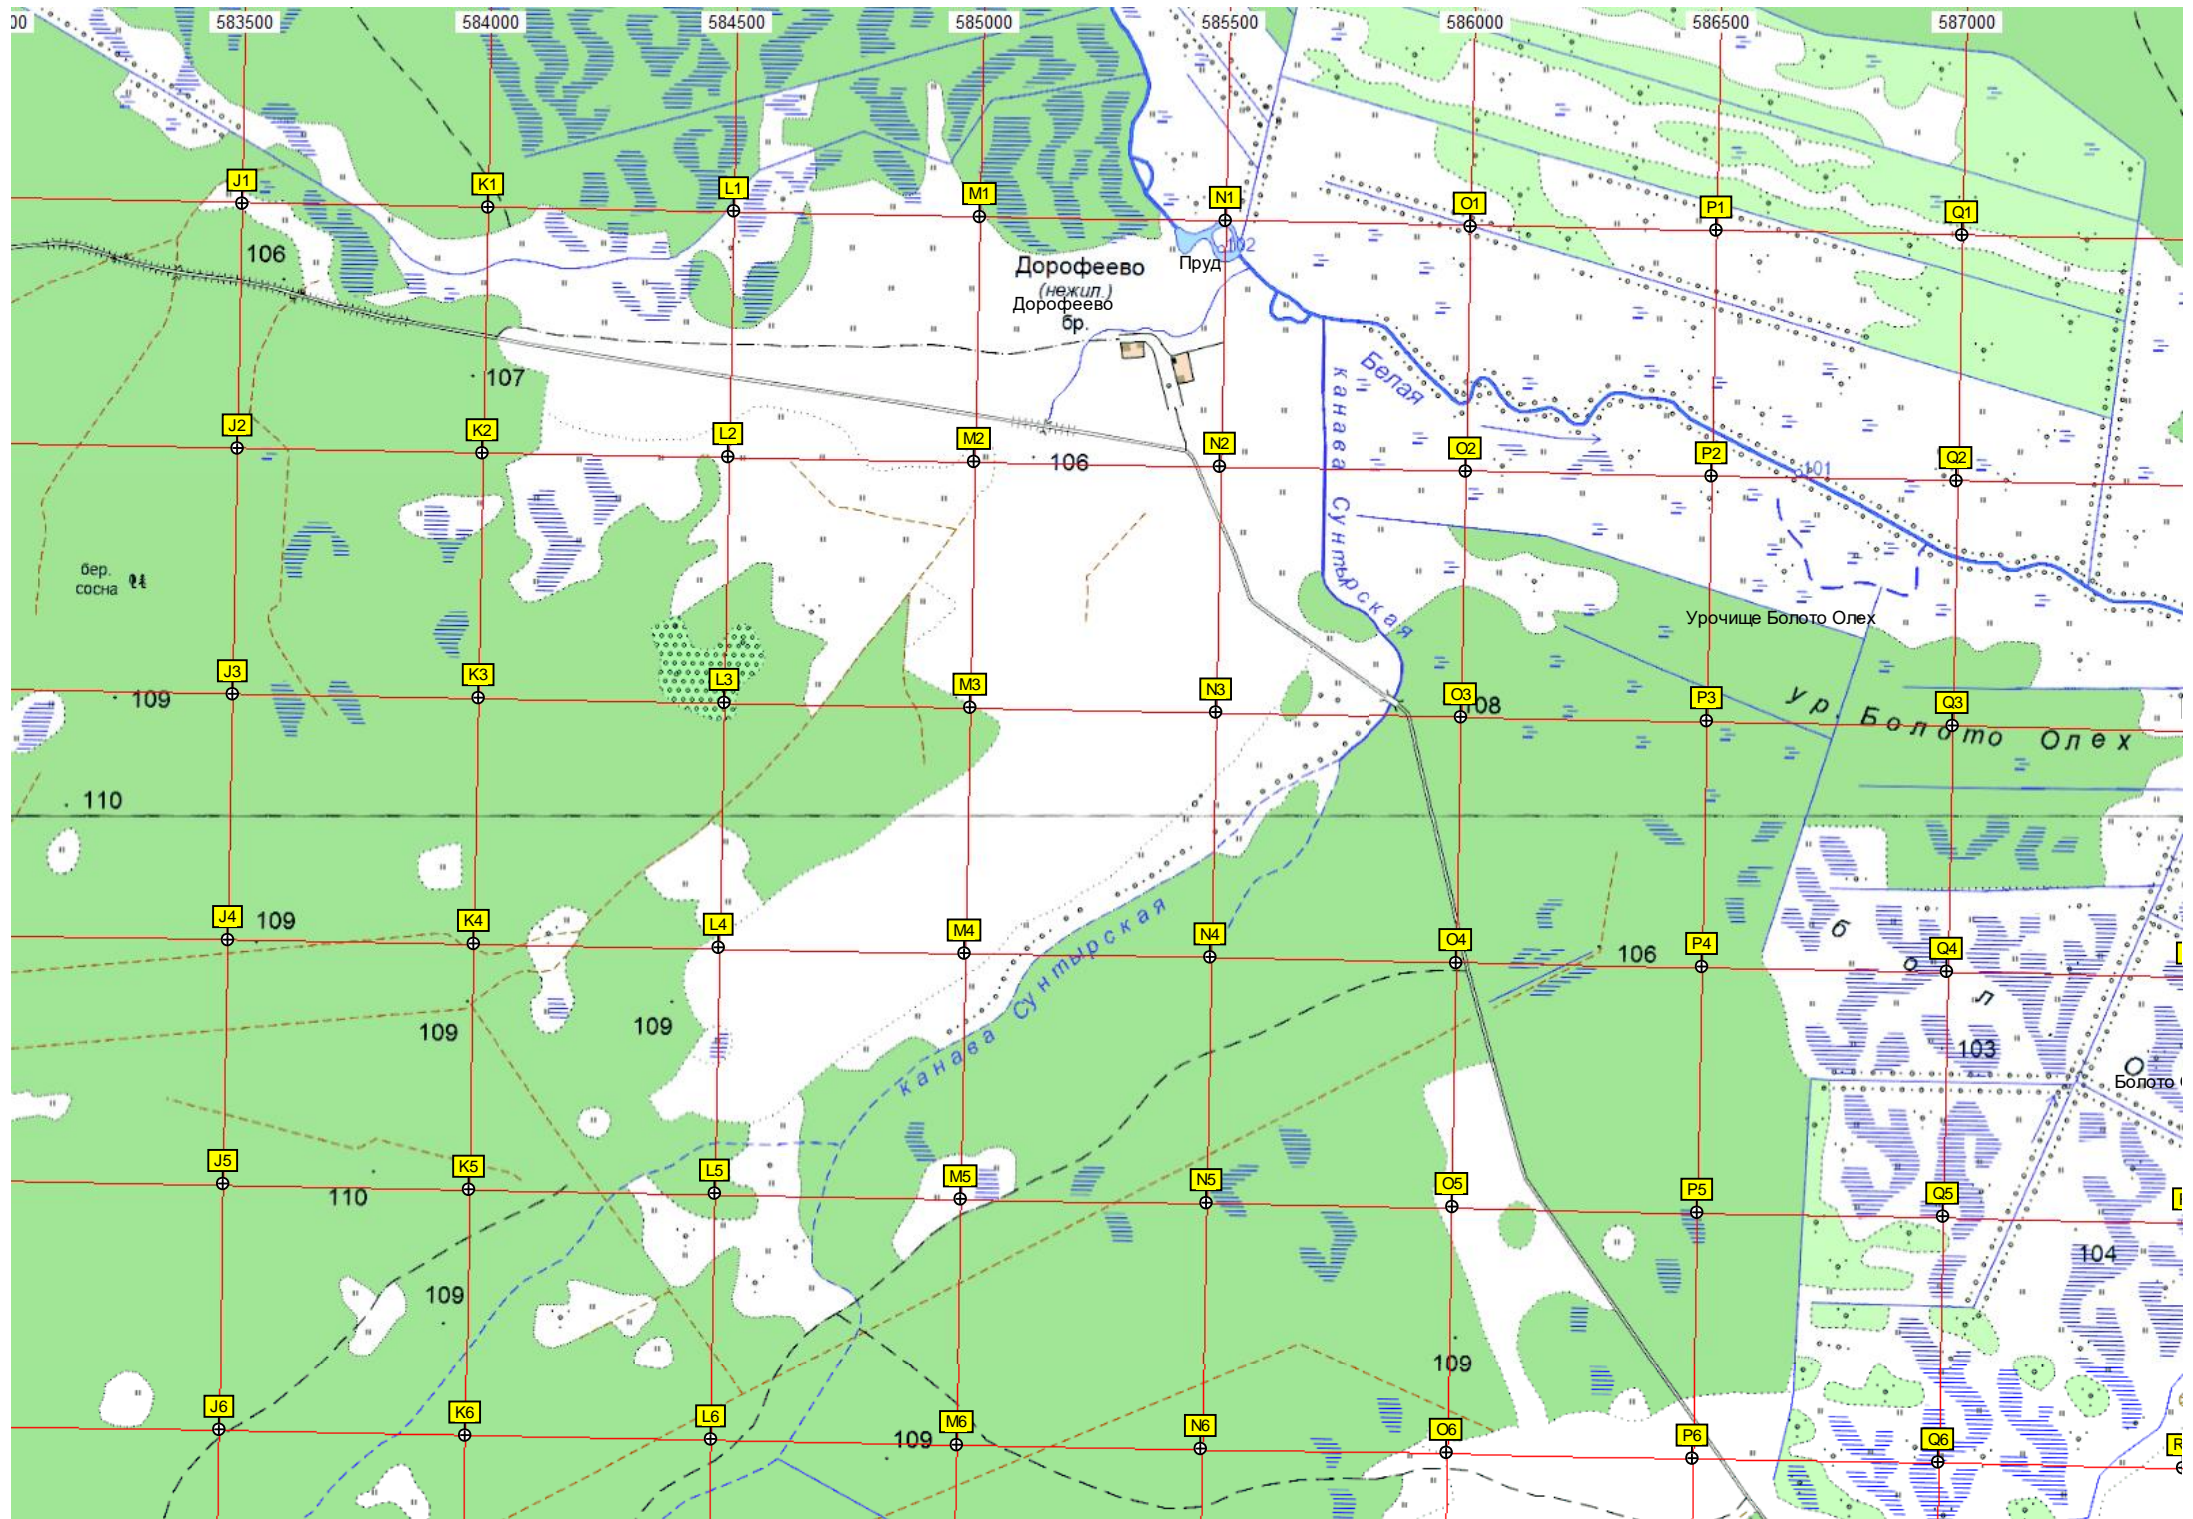 00 583500 584000 584500 585000 585500 586000 586500 587000
J1 K1 L1 M1 N1 O1 P1 Q1
106
102
Пруд
Дорофеево
(нежил.)
Дорофеево
бр.
107
Белая
канава Сунтырская
J2 K2 L2 M2 N2 O2 P2 Q2
106
101
бер.
сосна
Урочище Болото Олех
J3 K3 L3 M3 N3 O3 P3 Q3
109
108
ур. Болото Олех
110
J4 K4 L4 M4 N4 O4 P4 Q4
109
106
канава Сунтырская
109
109
103
б о л . О
Болото
J5 K5 L5 M5 N5 O5 P5 Q5
110
104
109
109
J6 K6 L6 M6 N6 O6 P6 Q6 R
109